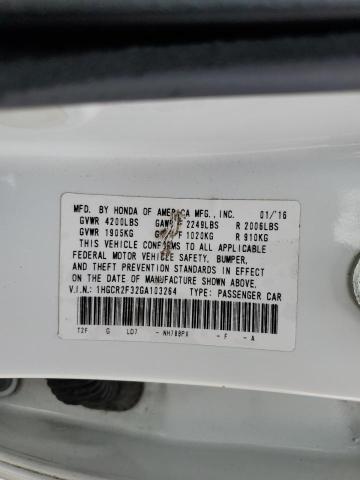 MFD. BY HONDA OF AMERICA MFG., INC. 01/'16
GVWR 4200LBS GAWR F 2249LBS R 2006LBS
GVWR 1905KG F 1020KG R 910KG
THIS VEHICLE CONFORMS TO ALL APPLICABLE
FEDERAL MOTOR VEHICLE SAFETY, BUMPER,
AND THEFT PREVENTION STANDARDS IN EFFECT
ON THE DATE OF MANUFACTURE SHOWN ABOVE.
V.I.N.: 1HGCR2F32GA103264 TYPE: PASSENGER CAR
T2F G LD7 - NH788PX - F - A